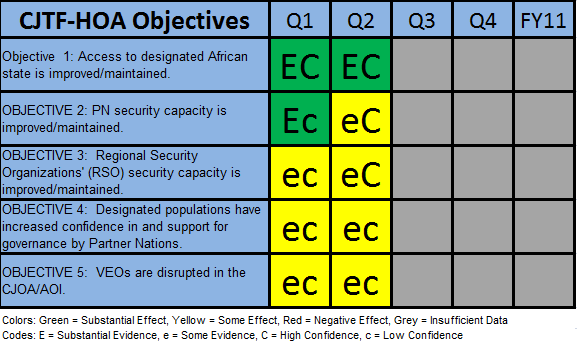 CJTF-HOA Objectives Q1 Q2 Q3 Q4 FY11
Objective 1: Access to designated African
state is improved/maintained.
EC EC
OBJECTIVE 2: PN security capacity is
improved/maintained.
Ec eC
OBJECTIVE 3: Regional Security
Organizations' (RSO) security capacity is
improved/maintained.
ec eC
OBJECTIVE 4: Designated populations have
increased confidence in and support for
governance by Partner Nations.
ec ec
OBJECTIVE 5: VEOs are disrupted in the
CJOA/AOI.
ec ec
Colors: Green = Substantial Effect, Yellow = Some Effect, Red = Negative Effect, Grey = Insufficient Data
Codes: E = Substantial Evidence, e = Some Evidence, C = High Confidence, c = Low Confidence